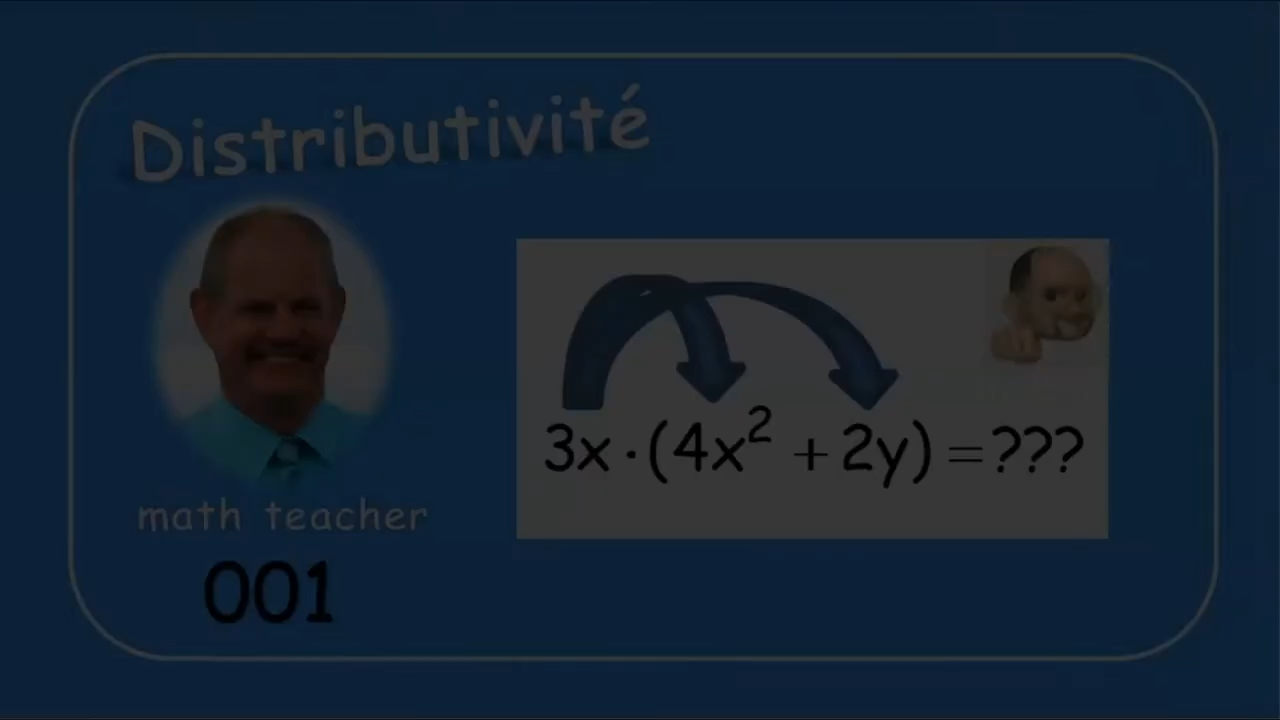 Distributivité
3x · (4x² + 2y) = ???
math teacher
001